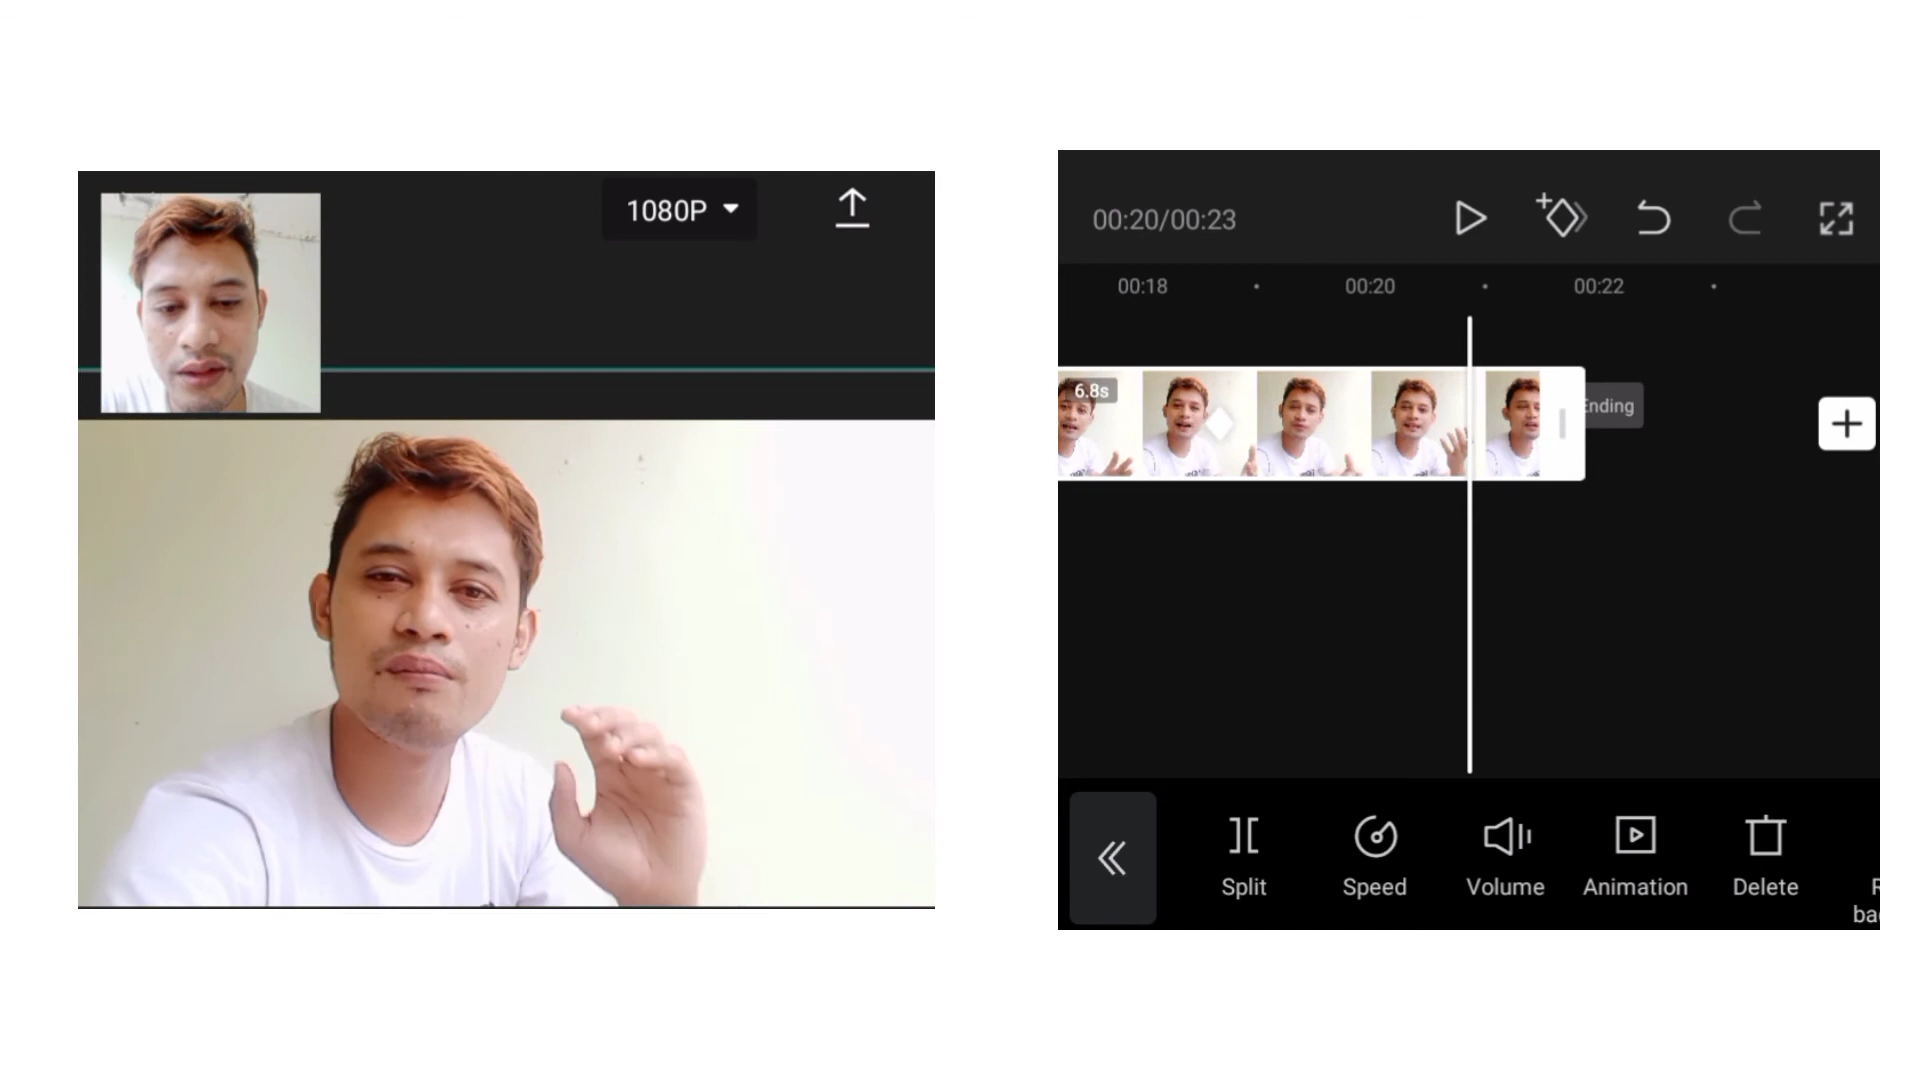 1080P
00:20/00:23
00:18
00:20
00:22
6.8s
Ending
Split
Speed
Volume
Animation
Delete